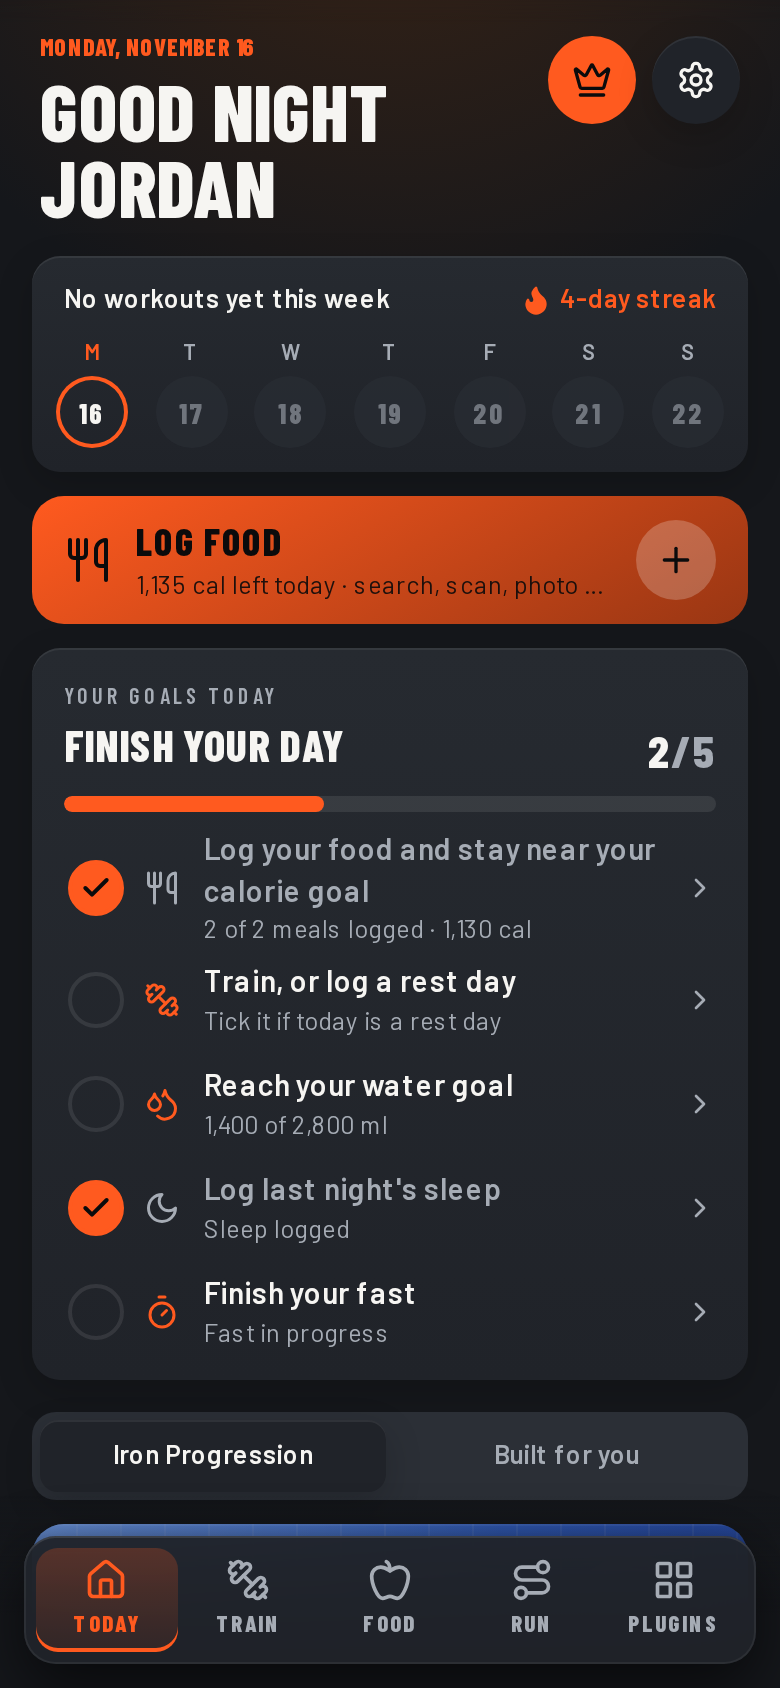 MONDAY, NOVEMBER 16
GOOD NIGHT
JORDAN
No workouts yet this week
4-day streak
M T W T F S S
16 17 18 19 20 21 22
LOG FOOD
1,135 cal left today · search, scan, photo ...
YOUR GOALS TODAY
FINISH YOUR DAY
2/5
Log your food and stay near your
calorie goal
2 of 2 meals logged · 1,130 cal
Train, or log a rest day
Tick it if today is a rest day
Reach your water goal
1,400 of 2,800 ml
Log last night's sleep
Sleep logged
Finish your fast
Fast in progress
Iron Progression
Built for you
TODAY TRAIN FOOD RUN PLUGINS